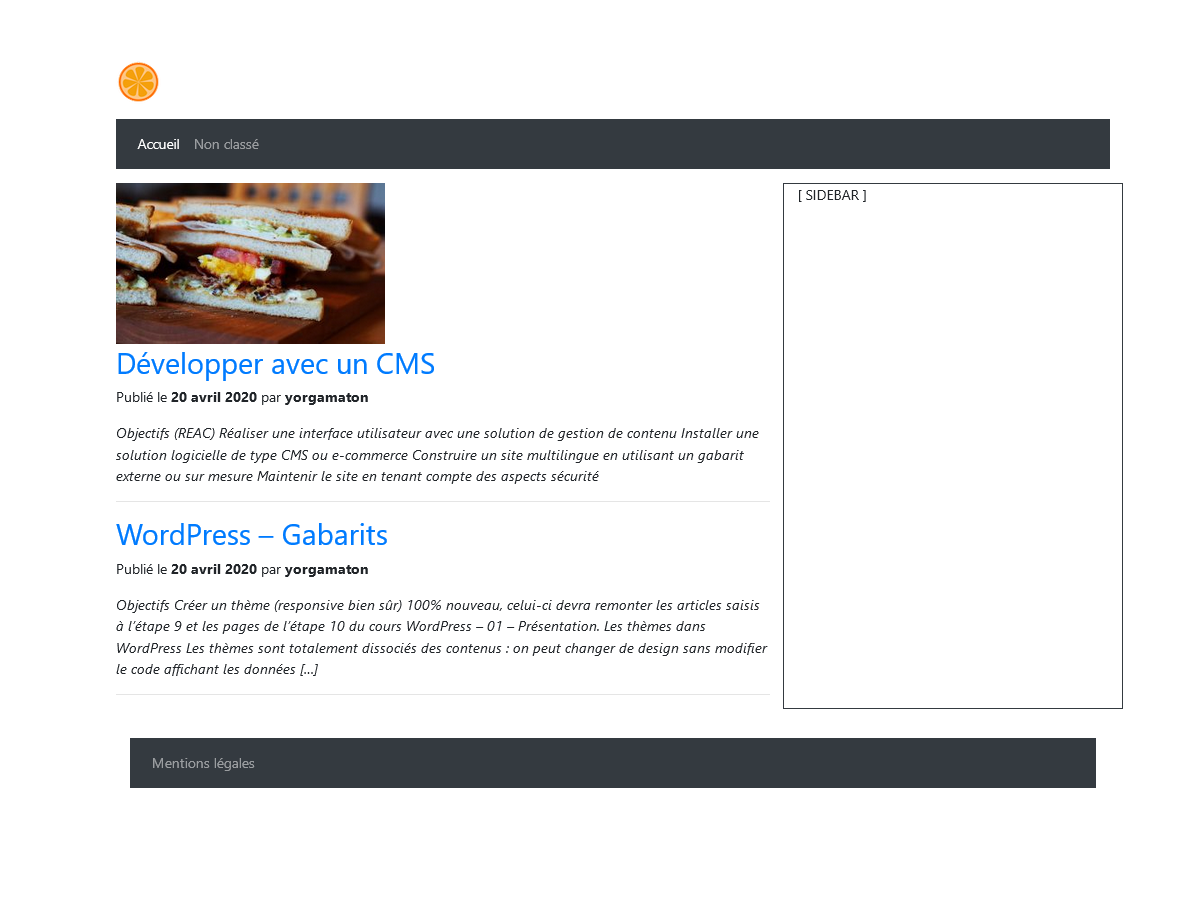 Accueil Non classé
[ SIDEBAR ]
Développer avec un CMS
Publié le 20 avril 2020 par yorgamaton
Objectifs (REAC) Réaliser une interface utilisateur avec une solution de gestion de contenu Installer une
solution logicielle de type CMS ou e-commerce Construire un site multilingue en utilisant un gabarit
externe ou sur mesure Maintenir le site en tenant compte des aspects sécurité
WordPress – Gabarits
Publié le 20 avril 2020 par yorgamaton
Objectifs Créer un thème (responsive bien sûr) 100% nouveau, celui-ci devra remonter les articles saisis
à l’étape 9 et les pages de l’étape 10 du cours WordPress – 01 – Présentation. Les thèmes dans
WordPress Les thèmes sont totalement dissociés des contenus : on peut changer de design sans modifier
le code affichant les données […]
Mentions légales